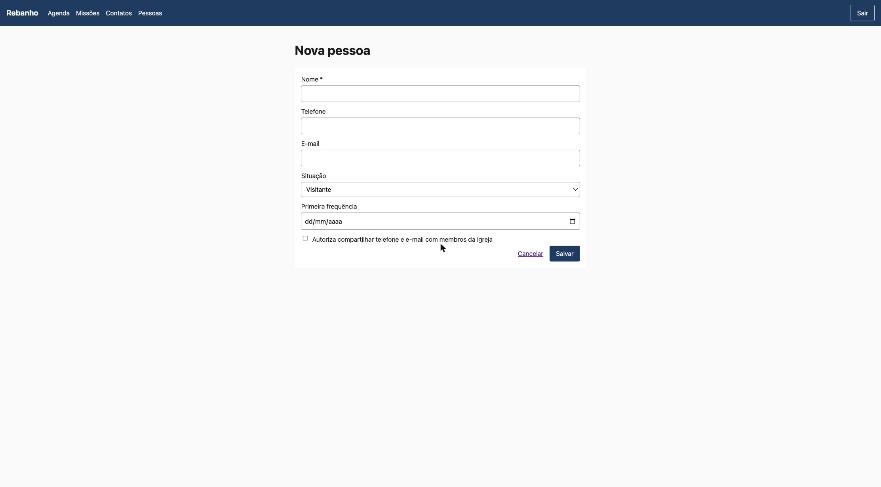 Rebanho Agenda Missões Contatos Pessoas Sair
Nova pessoa
Nome *
Telefone
E-mail
Situação
Visitante
Primeira frequência
dd/mm/aaaa
Autoriza compartilhar telefone e e-mail com membros da igreja
Cancelar Salvar